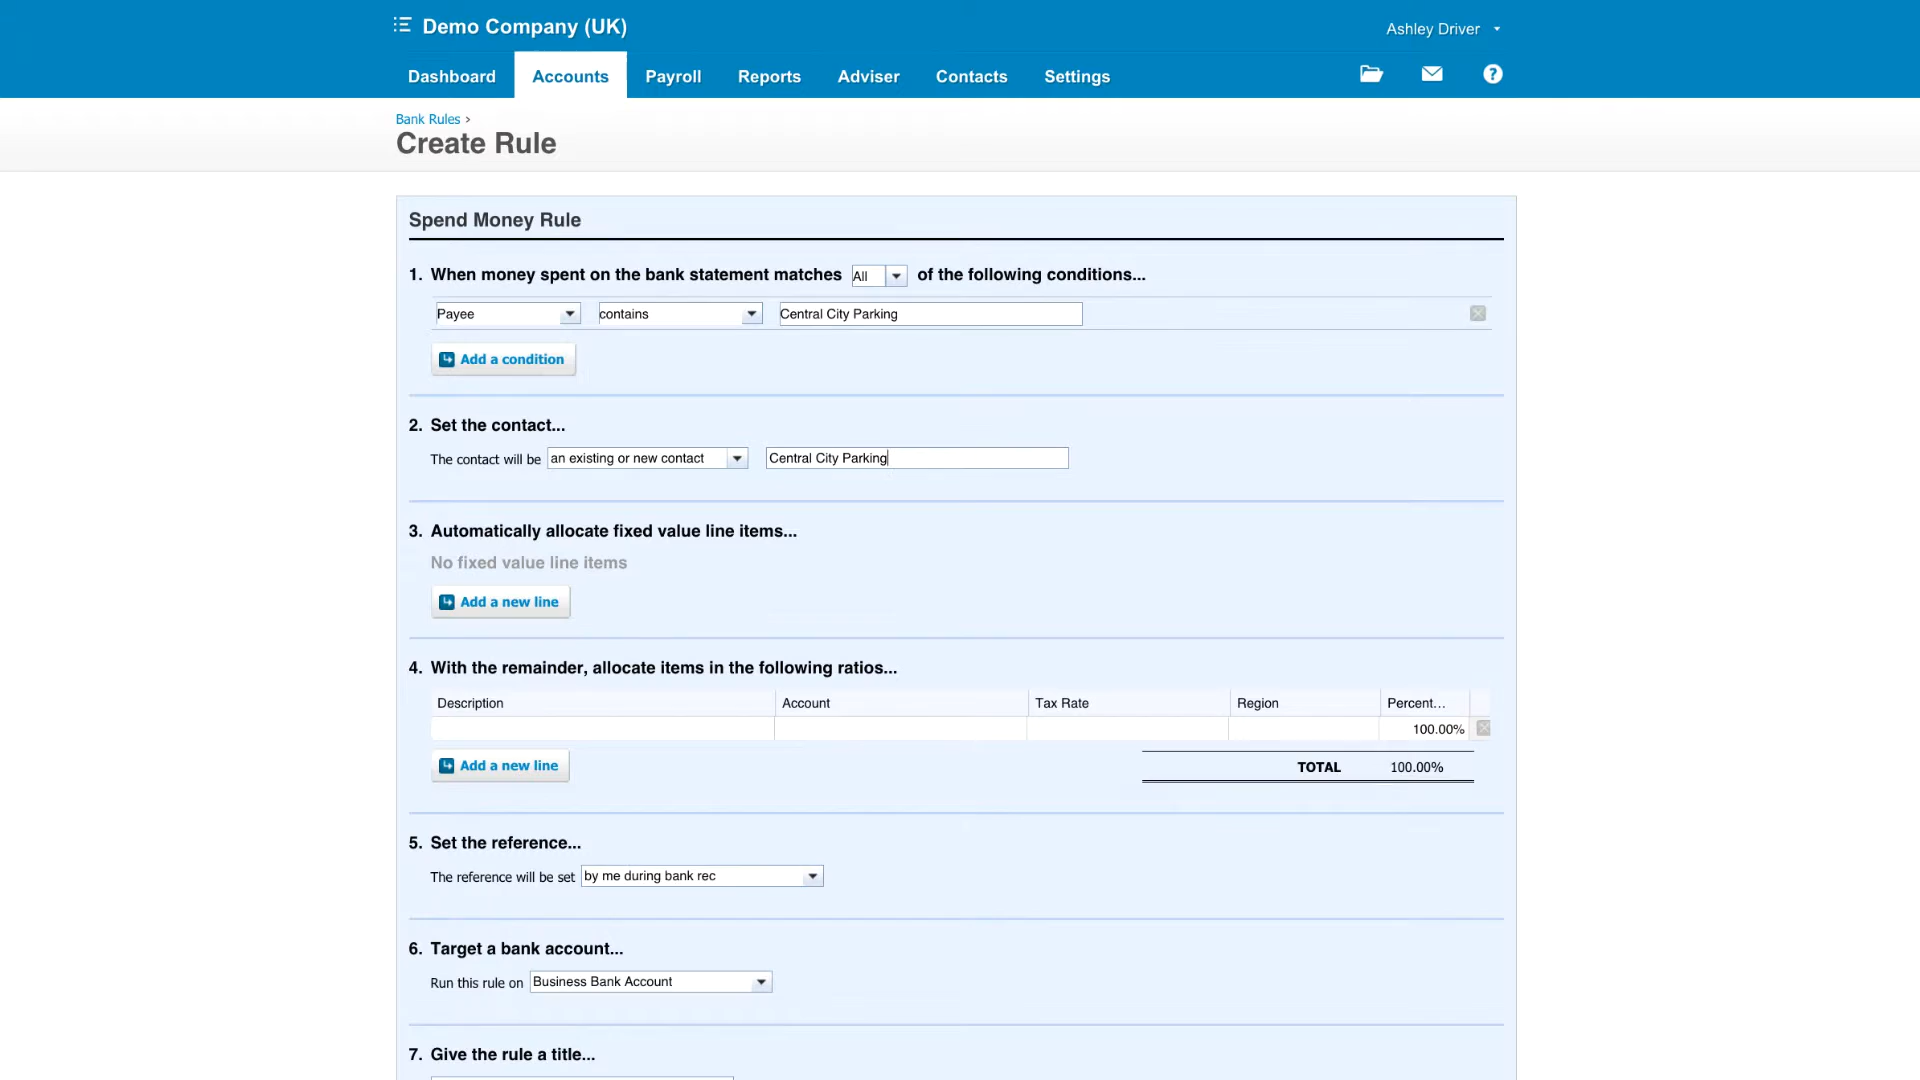 Demo Company (UK)
Ashley Driver
Dashboard Accounts Payroll Reports Adviser Contacts Settings
?
Bank Rules ›
Create Rule
Spend Money Rule
1. When money spent on the bank statement matches All of the following conditions...
Payee contains Central City Parking
Add a condition
2. Set the contact...
The contact will be an existing or new contact Central City Parking
3. Automatically allocate fixed value line items...
No fixed value line items
Add a new line
4. With the remainder, allocate items in the following ratios...
Description Account Tax Rate Region Percent...
100.00%
Add a new line
TOTAL 100.00%
5. Set the reference...
The reference will be set by me during bank rec
6. Target a bank account...
Run this rule on Business Bank Account
7. Give the rule a title...